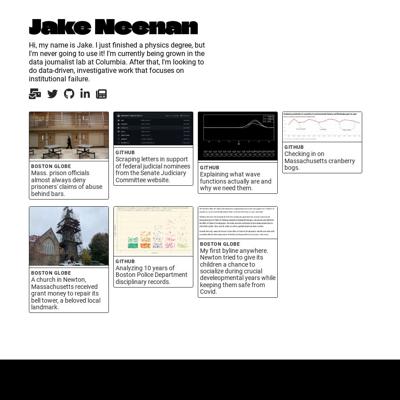 Jake Neenan
Hi, my name is Jake. I just finished a physics degree, but
I'm never going to use it! I'm currently being grown in the
data journalist lab at Columbia. After that, I'm looking to
do data-driven, investigative work that focuses on
institutional failure.
BOSTON GLOBE
Mass. prison officials
almost always deny
prisoners' claims of abuse
behind bars.
GITHUB
Scraping letters in support
of federal judicial nominees
from the Senate Judiciary
Committee website.
GITHUB
Explaining what wave
functions actually are and
why we need them.
GITHUB
Checking in on
Massachusetts cranberry
bogs.
BOSTON GLOBE
A church in Newton,
Massachusetts received
grant money to repair its
bell tower, a beloved local
landmark.
GITHUB
Analyzing 10 years of
Boston Police Department
disciplinary records.
BOSTON GLOBE
My first byline anywhere.
Newton tried to give its
children a chance to
socialize during crucial
develeopmental years while
keeping them safe from
Covid.